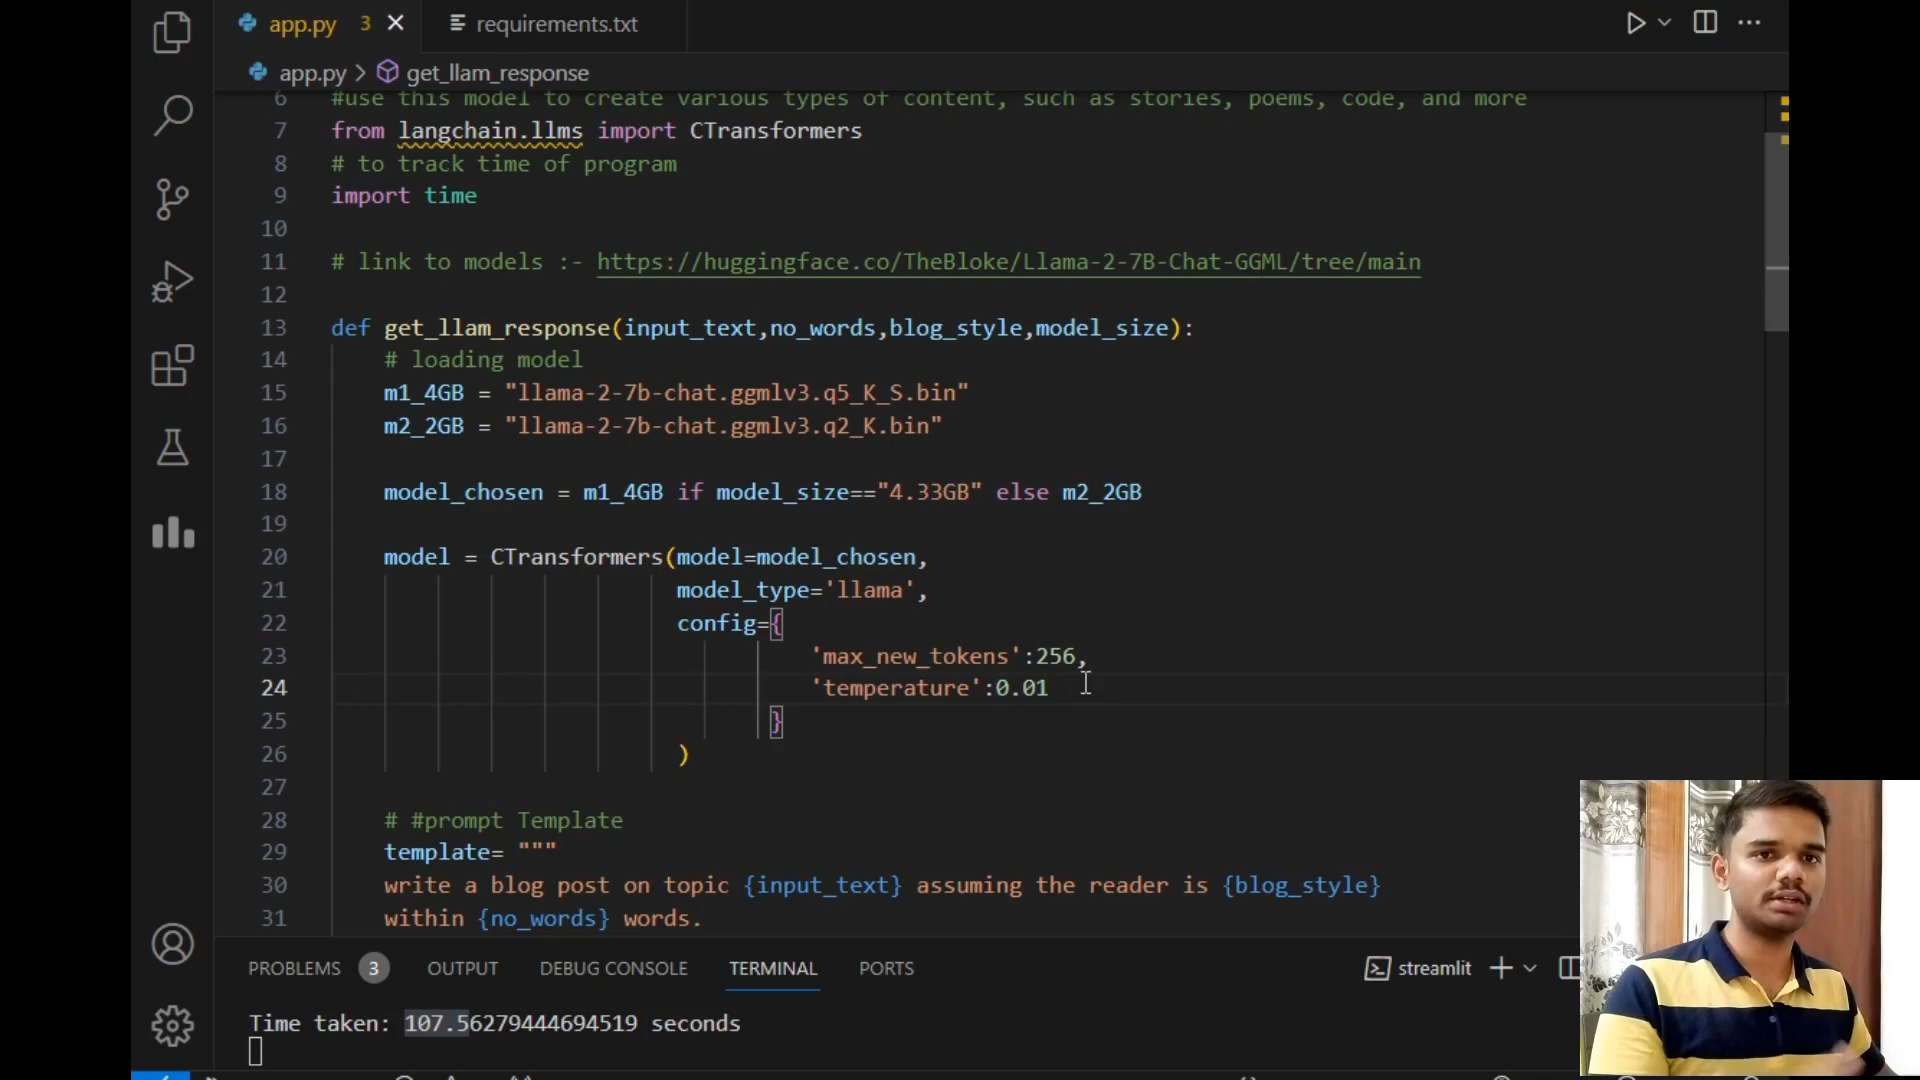 app.py 3
requirements.txt
app.py > get_llam_response
6 #use this model to create various types of content, such as stories, poems, code, and more
7 from langchain.llms import CTransformers
8 # to track time of program
9 import time
10
11 # link to models :- https://huggingface.co/TheBloke/Llama-2-7B-Chat-GGML/tree/main
12
13 def get_llam_response(input_text,no_words,blog_style,model_size):
14 # loading model
15 m1_4GB = "llama-2-7b-chat.ggmlv3.q5_K_S.bin"
16 m2_2GB = "llama-2-7b-chat.ggmlv3.q2_K.bin"
17
18 model_chosen = m1_4GB if model_size=="4.33GB" else m2_2GB
19
20 model = CTransformers(model=model_chosen,
21 model_type='llama',
22 config={
23 'max_new_tokens':256,
24 'temperature':0.01
25 }
26 )
27
28 # #prompt Template
29 template= """
30 write a blog post on topic {input_text} assuming the reader is {blog_style}
31 within {no_words} words.
PROBLEMS 3 OUTPUT DEBUG CONSOLE TERMINAL PORTS
streamlit
Time taken: 107.56279444694519 seconds